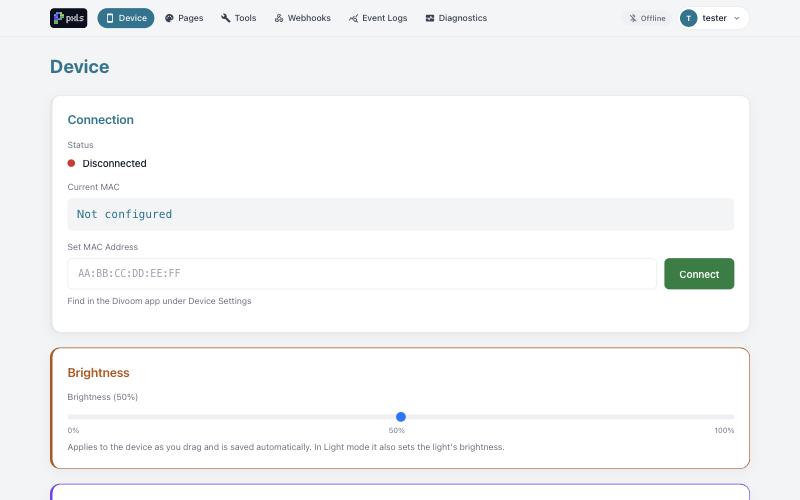 pxls
Device
Pages
Tools
Webhooks
Event Logs
Diagnostics
Offline
T
tester
Device
Connection
Status
Disconnected
Current MAC
Not configured
Set MAC Address
AA:BB:CC:DD:EE:FF
Connect
Find in the Divoom app under Device Settings
Brightness
Brightness (50%)
0%
50%
100%
Applies to the device as you drag and is saved automatically. In Light mode it also sets the light's brightness.